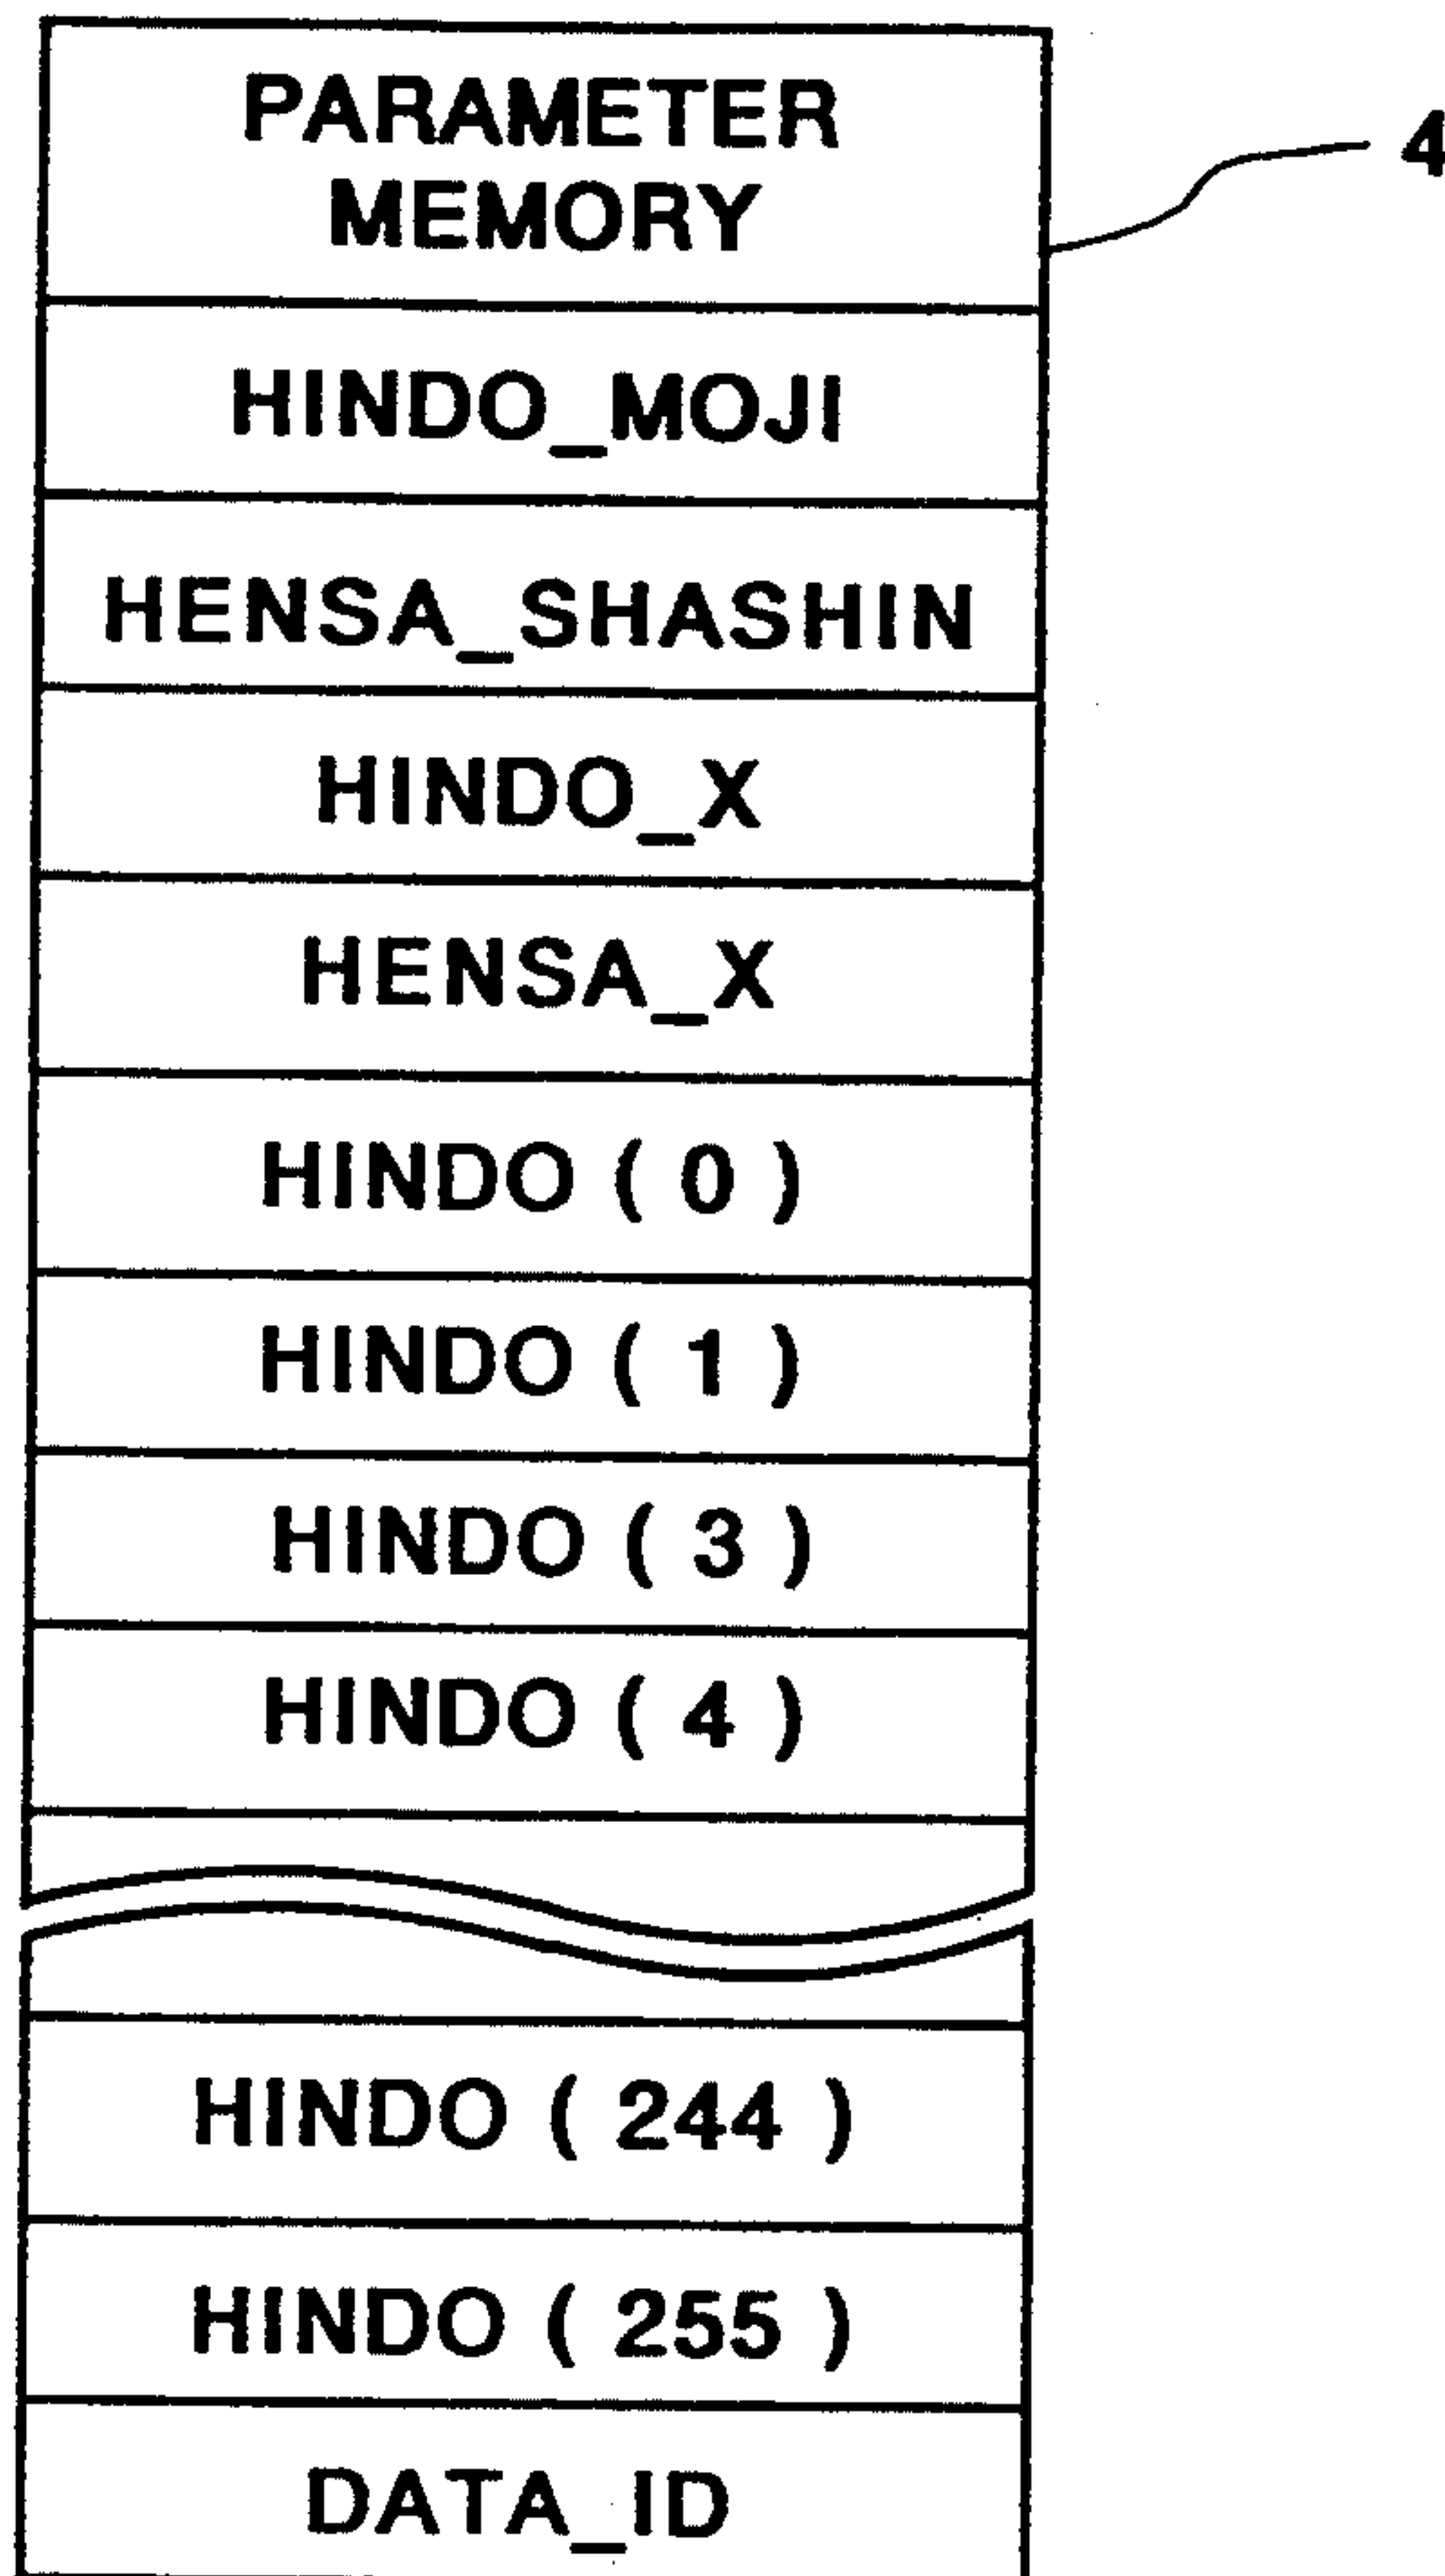 PARAMETER
MEMORY
4
HINDO_MOJI
HENSA_SHASHIN
HINDO_X
HENSA_X
HINDO ( 0 )
HINDO ( 1 )
HINDO ( 3 )
HINDO ( 4 )
HINDO ( 244 )
HINDO ( 255 )
DATA_ID